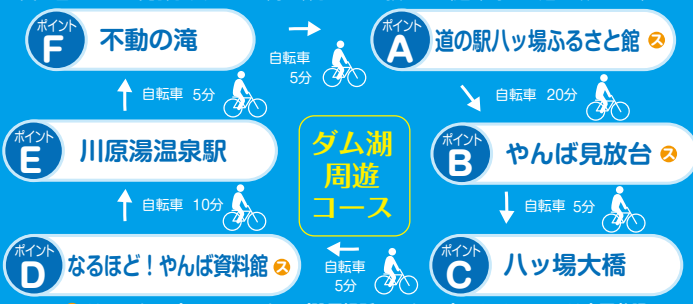 ポイント
F 不動の滝
自転車
5分
ポイント
A 道の駅八ッ場ふるさと館 ス
自転車 5分
自転車 20分
ポイント
E 川原湯温泉駅
ダム湖
周遊
コース
ポイント
B やんば見放台 ス
自転車 10分
自転車 5分
ポイント
D なるほど！やんば資料館 ス
自転車
5分
ポイント
C 八ッ場大橋